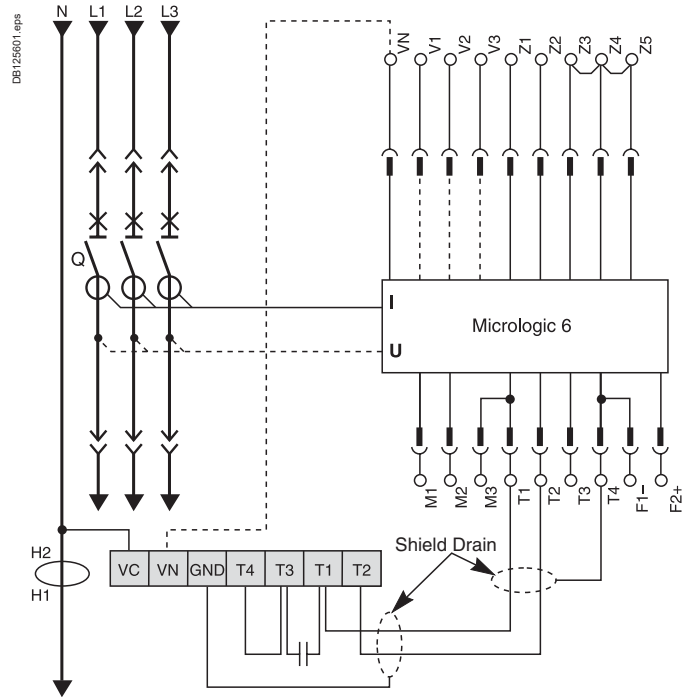 DB125601.eps
N L1 L2 L3
VN V1 V2 V3 Z1 Z2 Z3 Z4 Z5
Q
I
Micrologic 6
U
M1 M2 M3 T1 T2 T3 T4 F1– F2+
Shield Drain
H2
H1
VC VN GND T4 T3 T1 T2